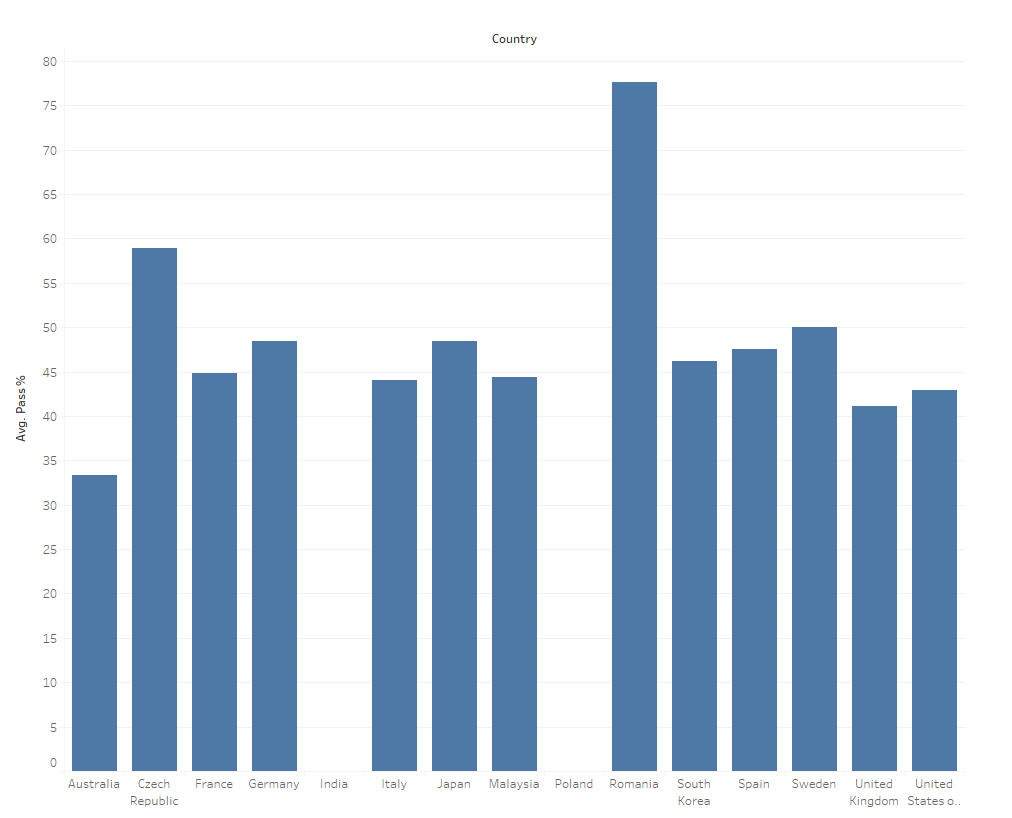 Country
80
75
70
65
60
55
50
45
40
35
30
25
20
15
10
5
0
Avg. Pass %
Australia
Czech
Republic
France
Germany
India
Italy
Japan
Malaysia
Poland
Romania
South
Korea
Spain
Sweden
United
Kingdom
United
States o..